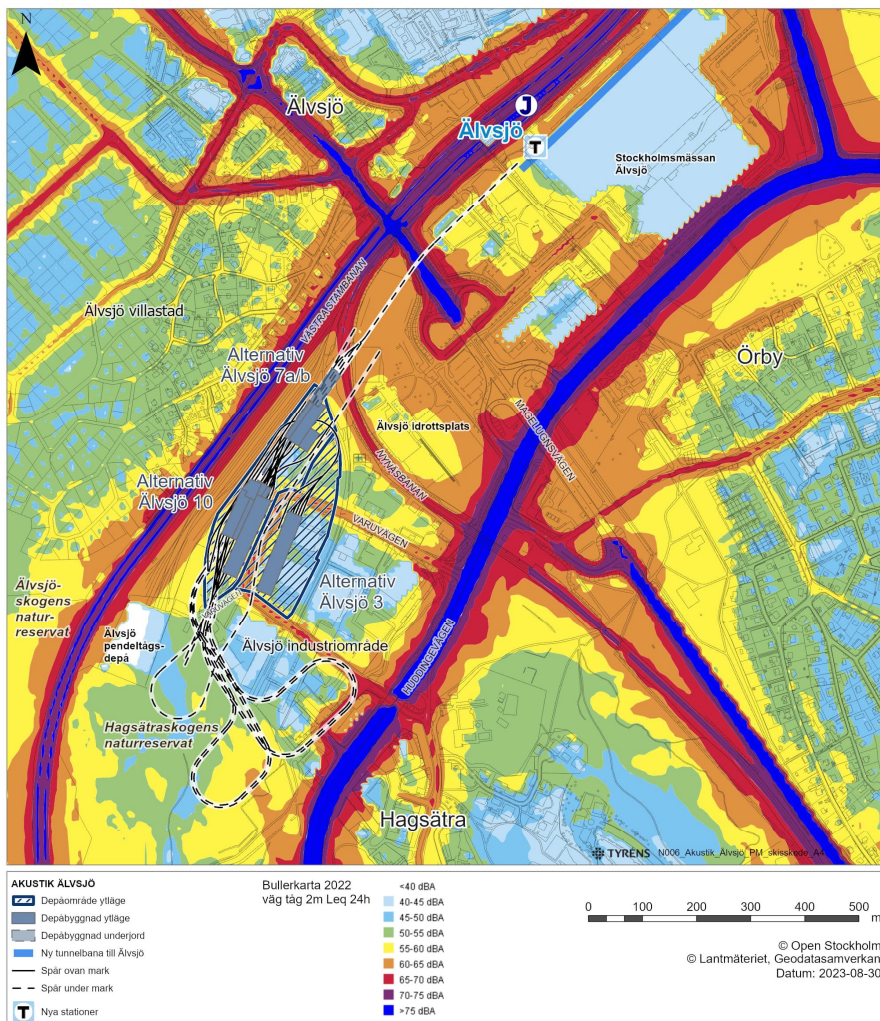 N
Älvsjö
J
Älvsjö
T
Stockholmsmässan
Älvsjö
VÄSTRA STAMBANAN
Älvsjö villastad
Alternativ
Älvsjö 7a/b
Örby
Älvsjö idrottsplats
MAGELUGNSVÄGEN
NYNÄSBANAN
Alternativ
Älvsjö 10
VARUVÄGEN
Alternativ
Älvsjö 3
Älvsjö-
skogens
natur-
reservat
VARUVÄGEN
Älvsjö
pendeltågs-
depå
Älvsjö industriområde
HUDDINGEVÄGEN
Hagsätraskogens
naturreservat
Hagsätra
TYRÉNS N006_Akustik_Älvsjö_PM_skisskede_A4
AKUSTIK ÄLVSJÖ
Depåområde ytläge
Depåbyggnad ytläge
Depåbyggnad underjord
Ny tunnelbana till Älvsjö
Spår ovan mark
Spår under mark
T Nya stationer
Bullerkarta 2022
väg tåg 2m Leq 24h
<40 dBA
40-45 dBA
45-50 dBA
50-55 dBA
55-60 dBA
60-65 dBA
65-70 dBA
70-75 dBA
>75 dBA
0 100 200 300 400 500
m
© Open Stockholm
© Lantmäteriet, Geodatasamverkan
Datum: 2023-08-30